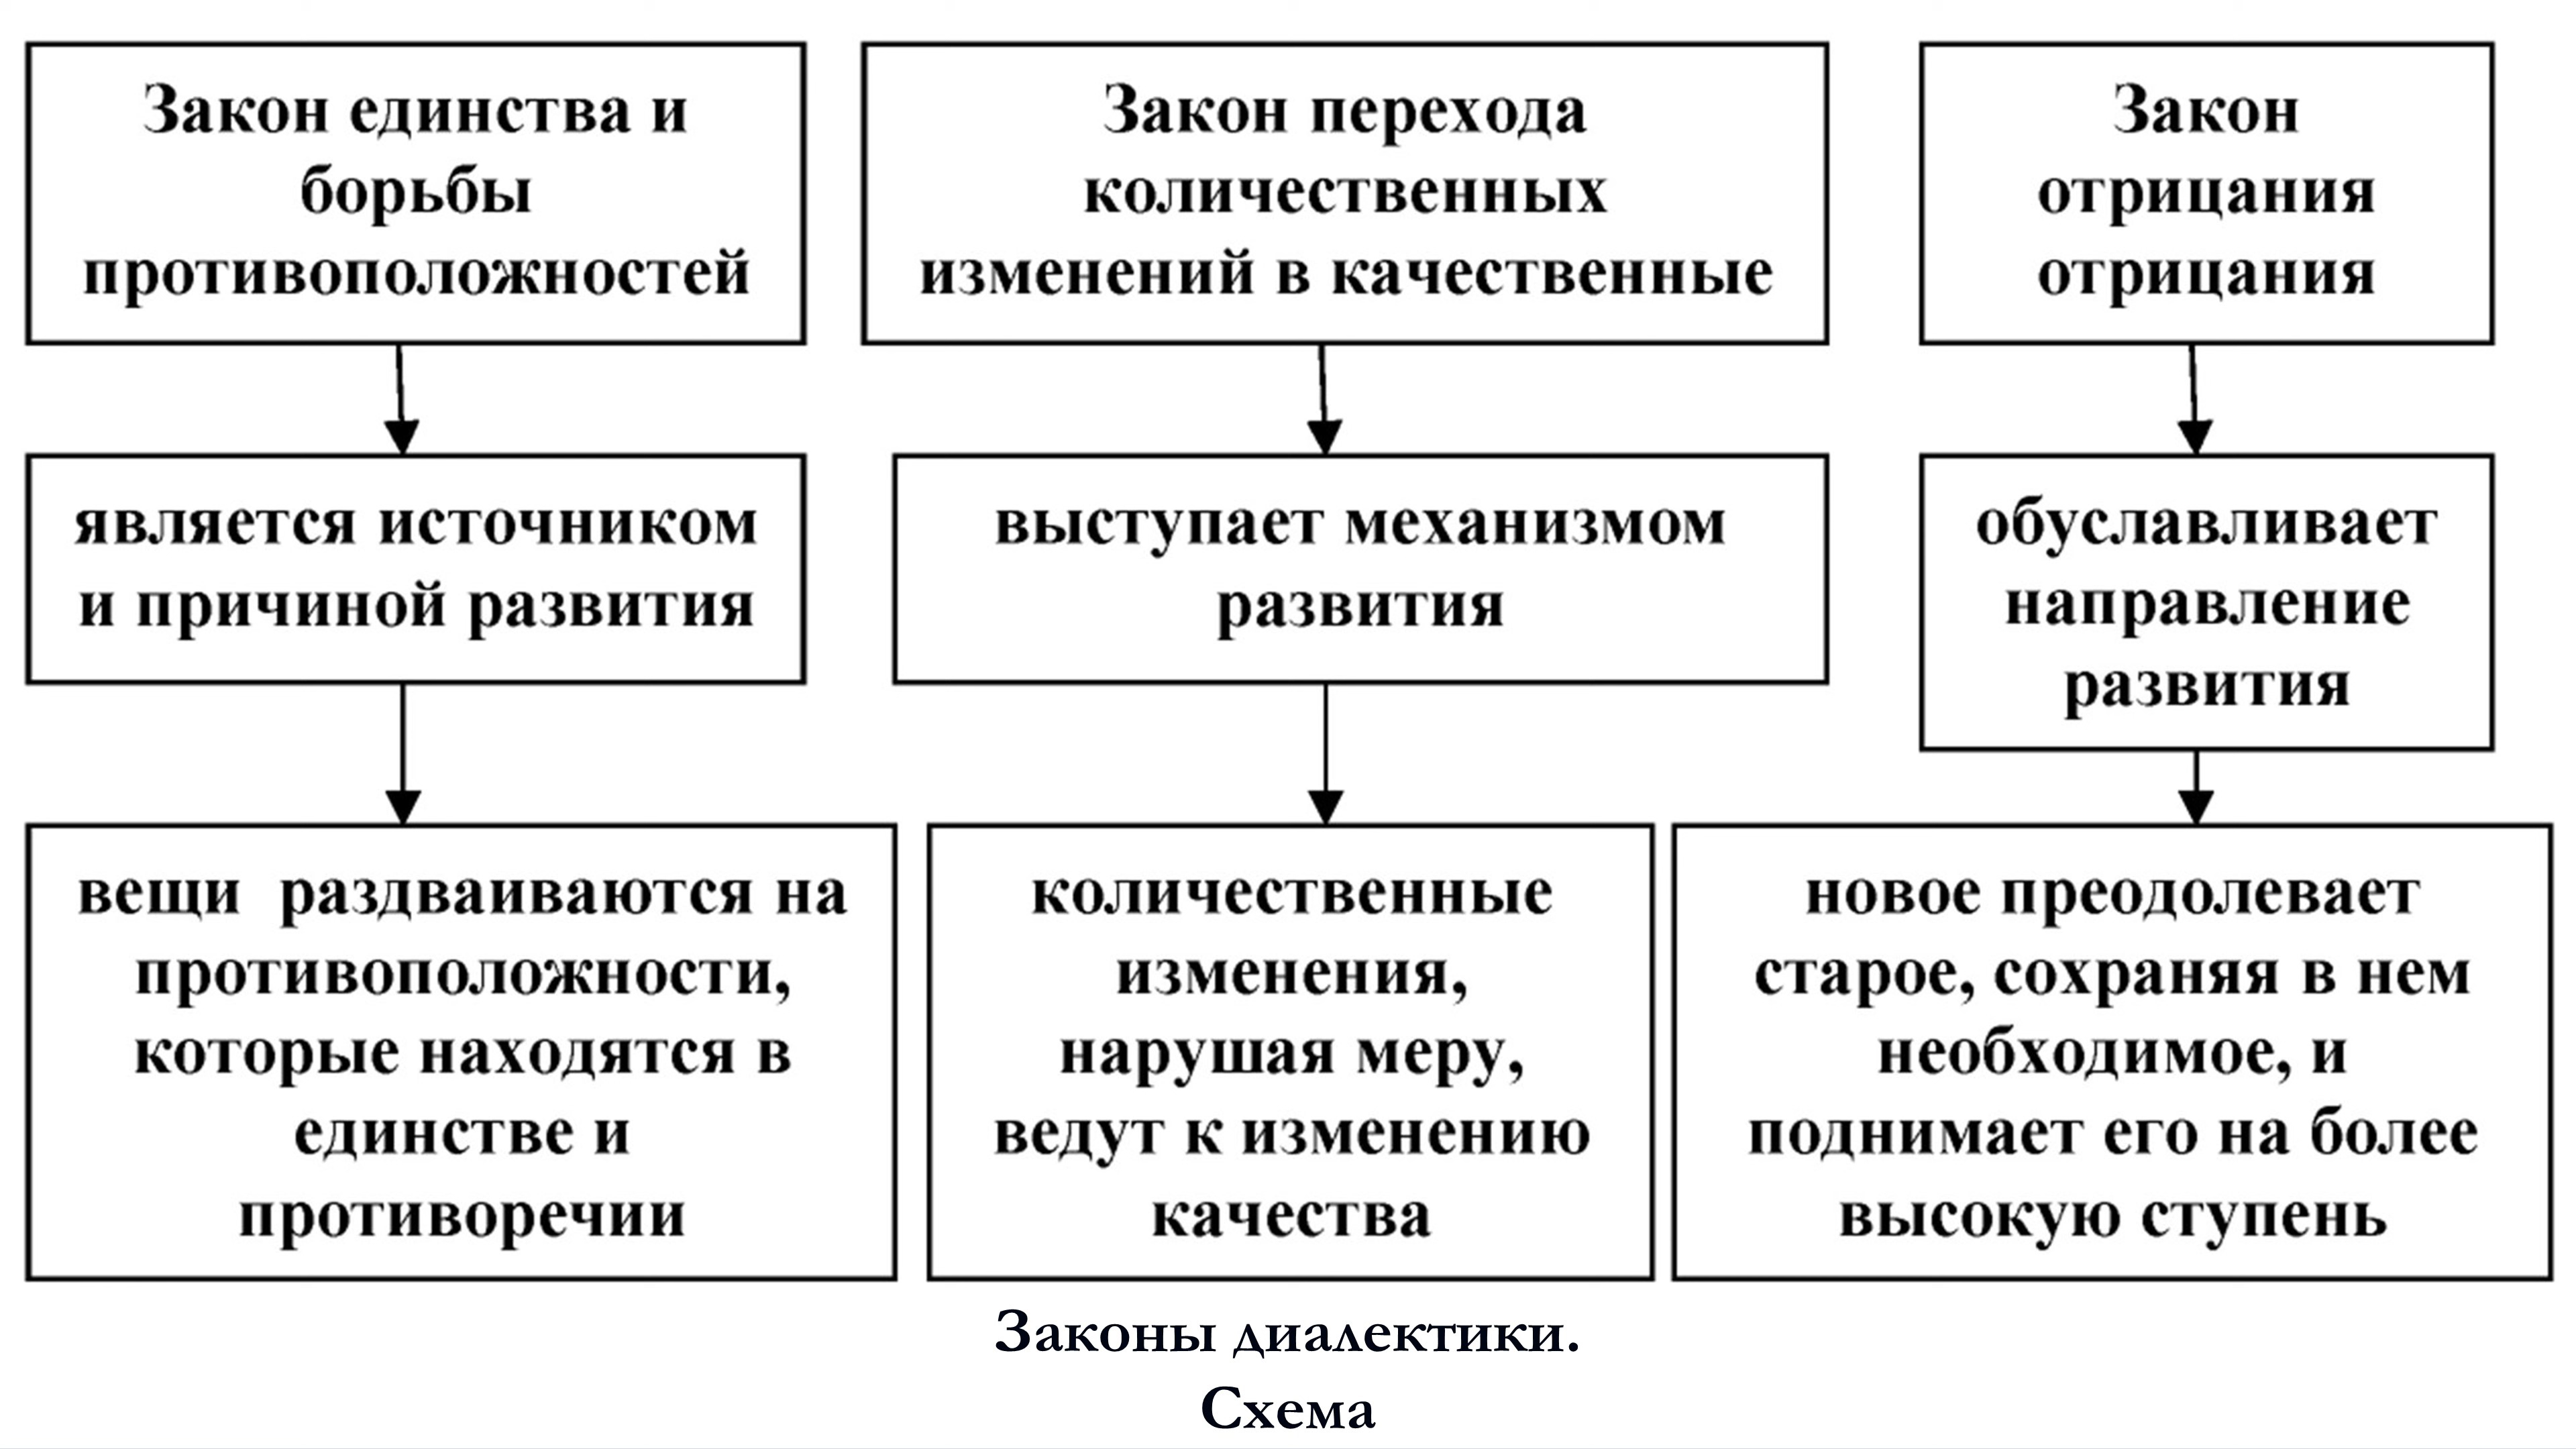 Закон единства и
борьбы
противоположностей
Закон перехода
количественных
изменений в качественные
Закон
отрицания
отрицания
является источником
и причиной развития
выступает механизмом
развития
обуславливает
направление
развития
вещи раздваиваются на
противоположности,
которые находятся в
единстве и
противоречии
количественные
изменения,
нарушая меру,
ведут к изменению
качества
новое преодолевает
старое, сохраняя в нем
необходимое, и
поднимает его на более
высокую ступень
Законы диалектики.
Схема